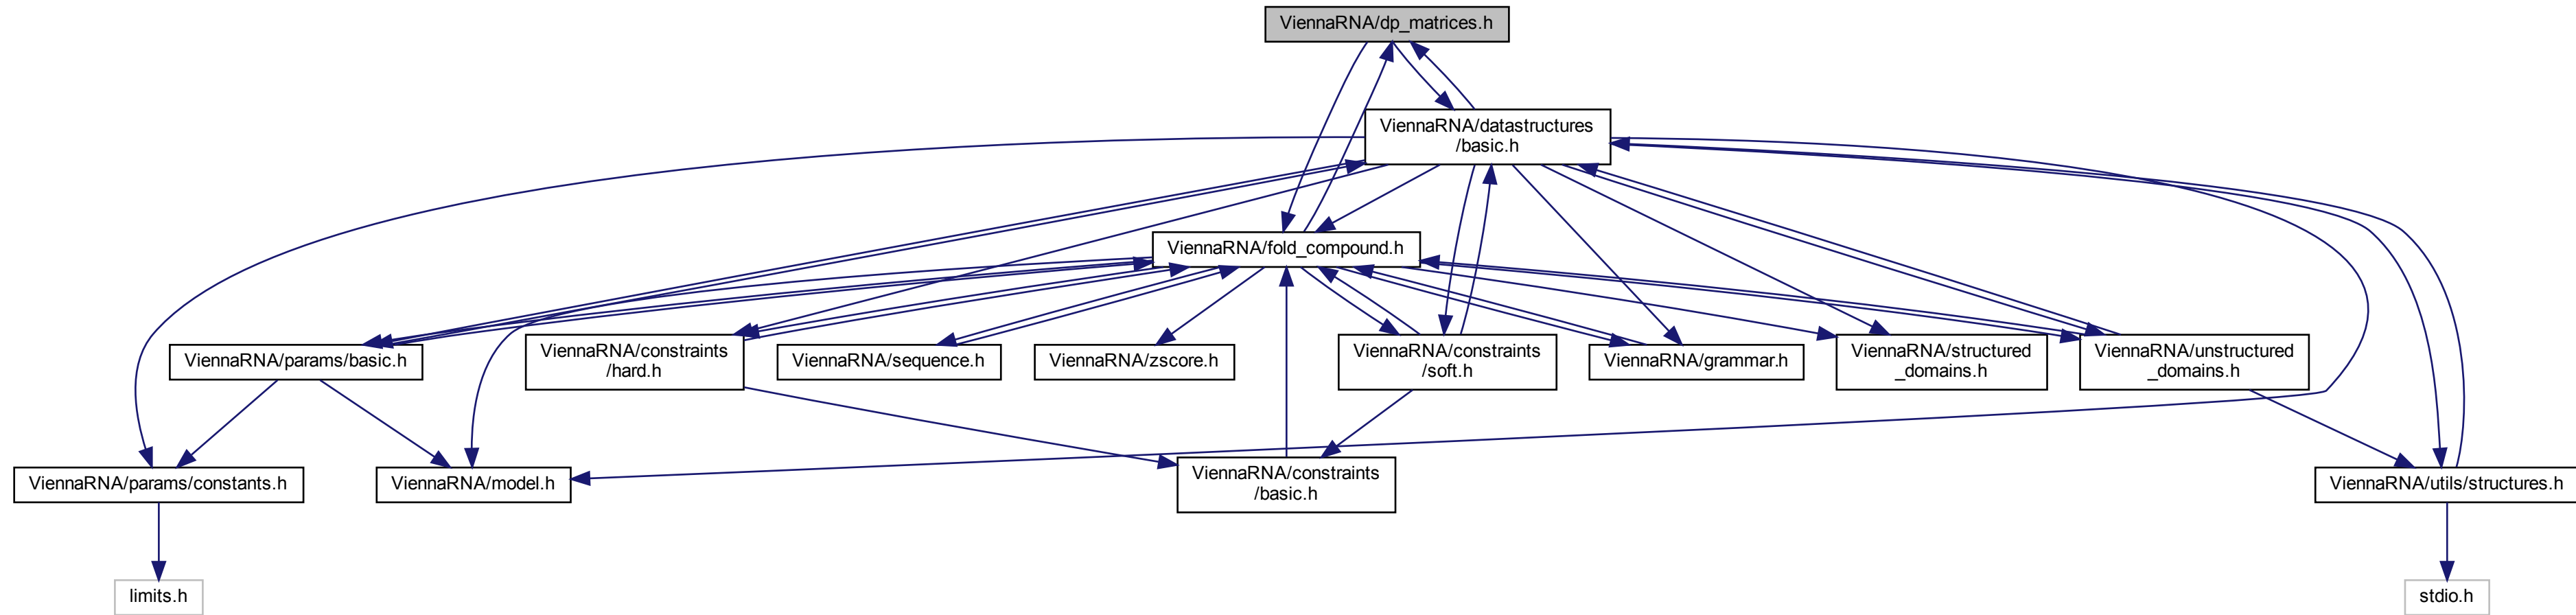 ViennaRNA/dp_matrices.h
ViennaRNA/datastructures
/basic.h
ViennaRNA/fold_compound.h
ViennaRNA/params/basic.h
ViennaRNA/constraints
/hard.h
ViennaRNA/sequence.h
ViennaRNA/zscore.h
ViennaRNA/constraints
/soft.h
ViennaRNA/grammar.h
ViennaRNA/structured
_domains.h
ViennaRNA/unstructured
_domains.h
ViennaRNA/params/constants.h
ViennaRNA/model.h
ViennaRNA/constraints
/basic.h
ViennaRNA/utils/structures.h
limits.h
stdio.h